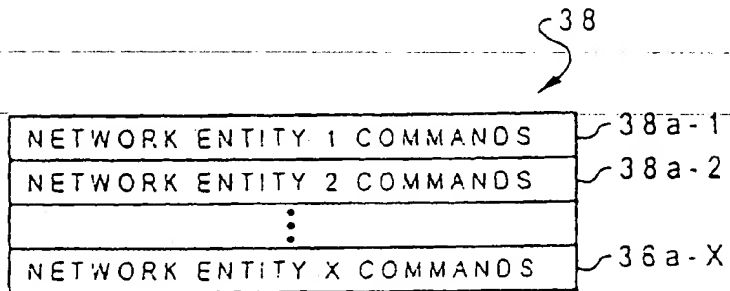 38
NETWORK ENTITY 1 COMMANDS 38a-1
NETWORK ENTITY 2 COMMANDS 38a-2
NETWORK ENTITY X COMMANDS 36a-X